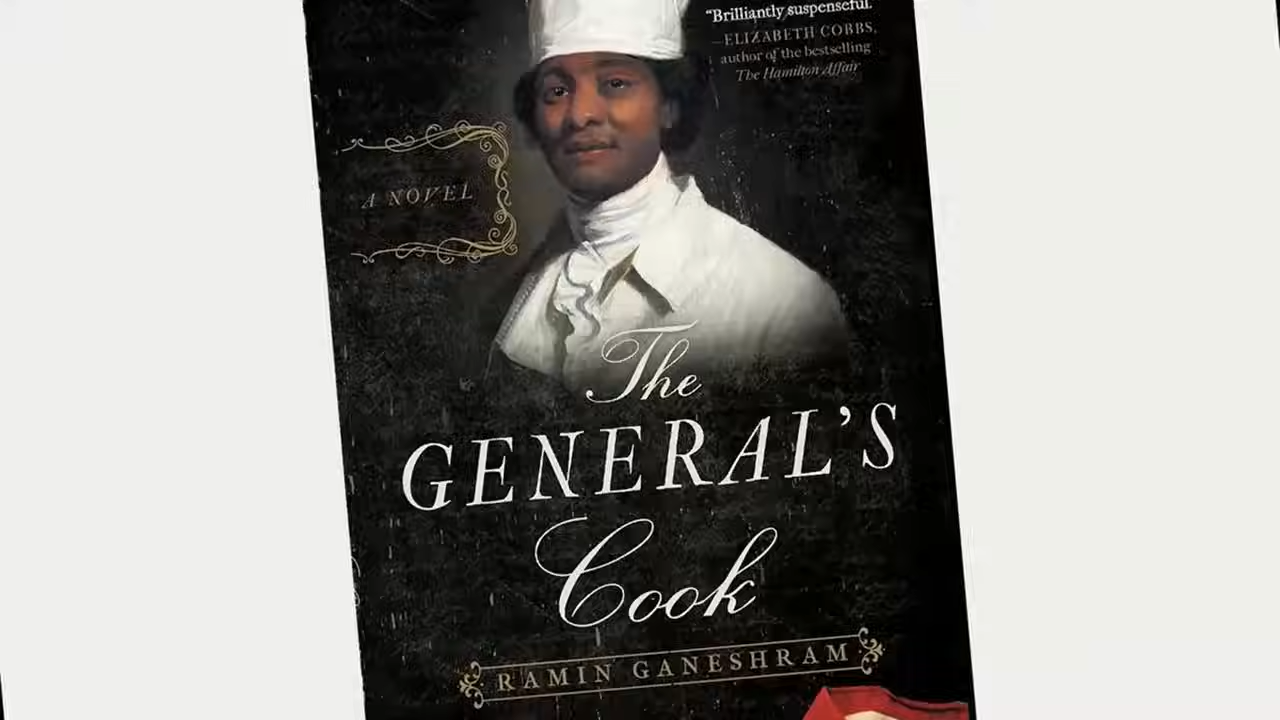 "Brilliantly suspenseful."
—ELIZABETH COBBS,
author of the bestselling
The Hamilton Affair
A NOVEL
The
GENERAL'S
Cook
RAMIN GANESHRAM